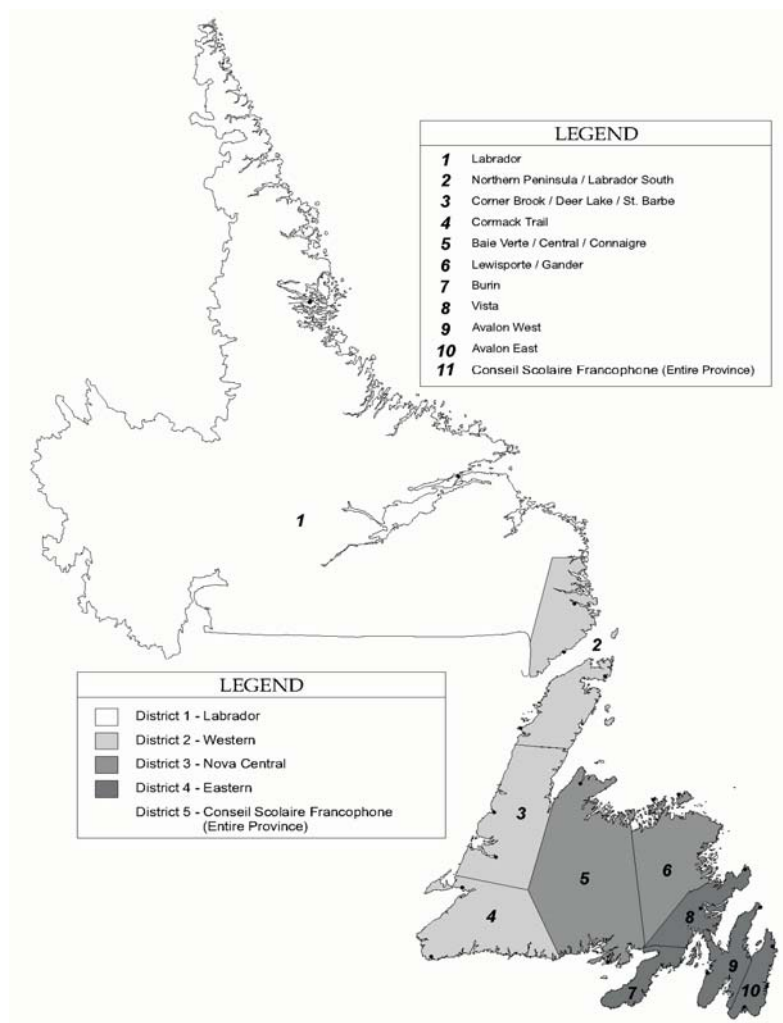 LEGEND
1 Labrador
2 Northern Peninsula / Labrador South
3 Corner Brook / Deer Lake / St. Barbe
4 Cormack Trail
5 Baie Verte / Central / Connaigre
6 Lewisporte / Gander
7 Burin
8 Vista
9 Avalon West
10 Avalon East
11 Conseil Scolaire Francophone (Entire Province)
1
2
LEGEND
District 1 - Labrador
District 2 - Western
District 3 - Nova Central
District 4 - Eastern
District 5 - Conseil Scolaire Francophone
(Entire Province)
3
5
6
4
8
9
7
10